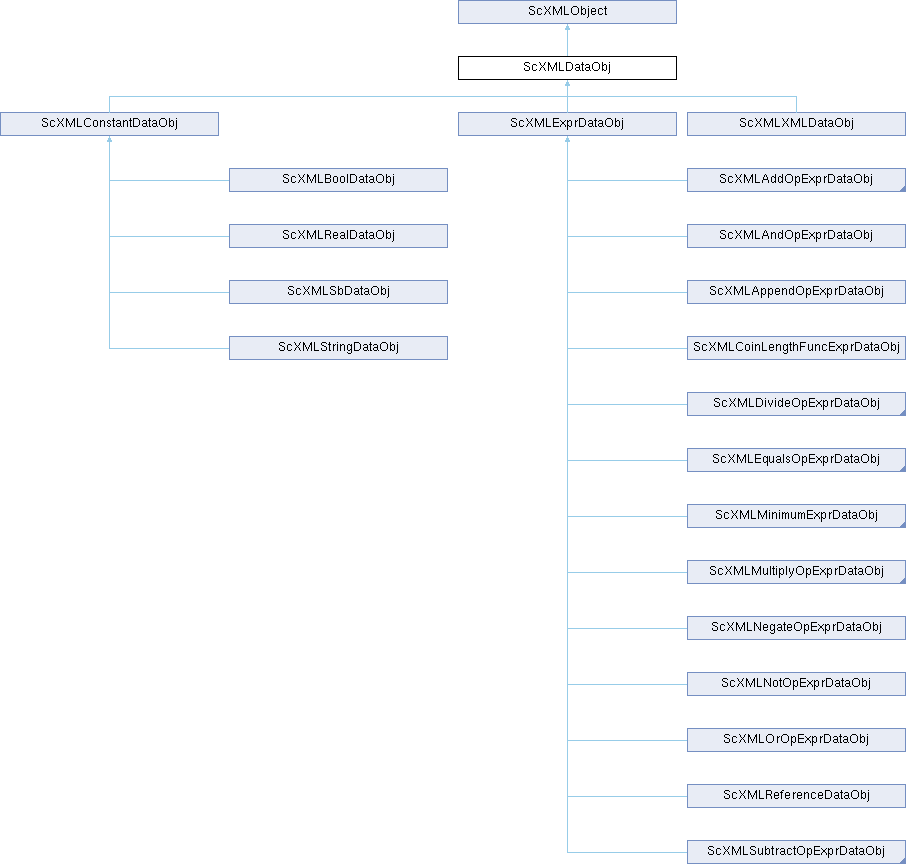 ScXMLObject
ScXMLDataObj
ScXMLConstantDataObj
ScXMLExprDataObj
ScXMLXMLDataObj
ScXMLBoolDataObj
ScXMLAddOpExprDataObj
ScXMLRealDataObj
ScXMLAndOpExprDataObj
ScXMLSbDataObj
ScXMLAppendOpExprDataObj
ScXMLStringDataObj
ScXMLCoinLengthFuncExprDataObj
ScXMLDivideOpExprDataObj
ScXMLEqualsOpExprDataObj
ScXMLMinimumExprDataObj
ScXMLMultiplyOpExprDataObj
ScXMLNegateOpExprDataObj
ScXMLNotOpExprDataObj
ScXMLOrOpExprDataObj
ScXMLReferenceDataObj
ScXMLSubtractOpExprDataObj